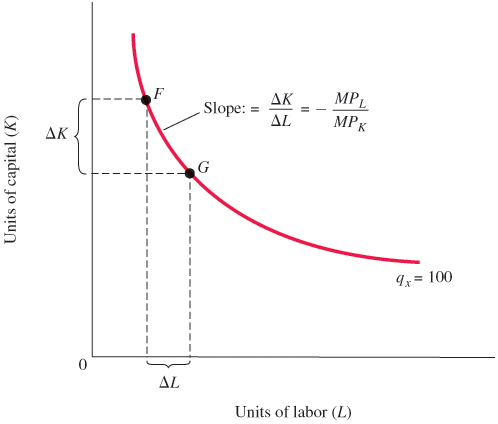 Units of capital (K)
F
Slope: = ΔK/ΔL = − MP_L/MP_K
ΔK
G
q_x = 100
0
ΔL
Units of labor (L)